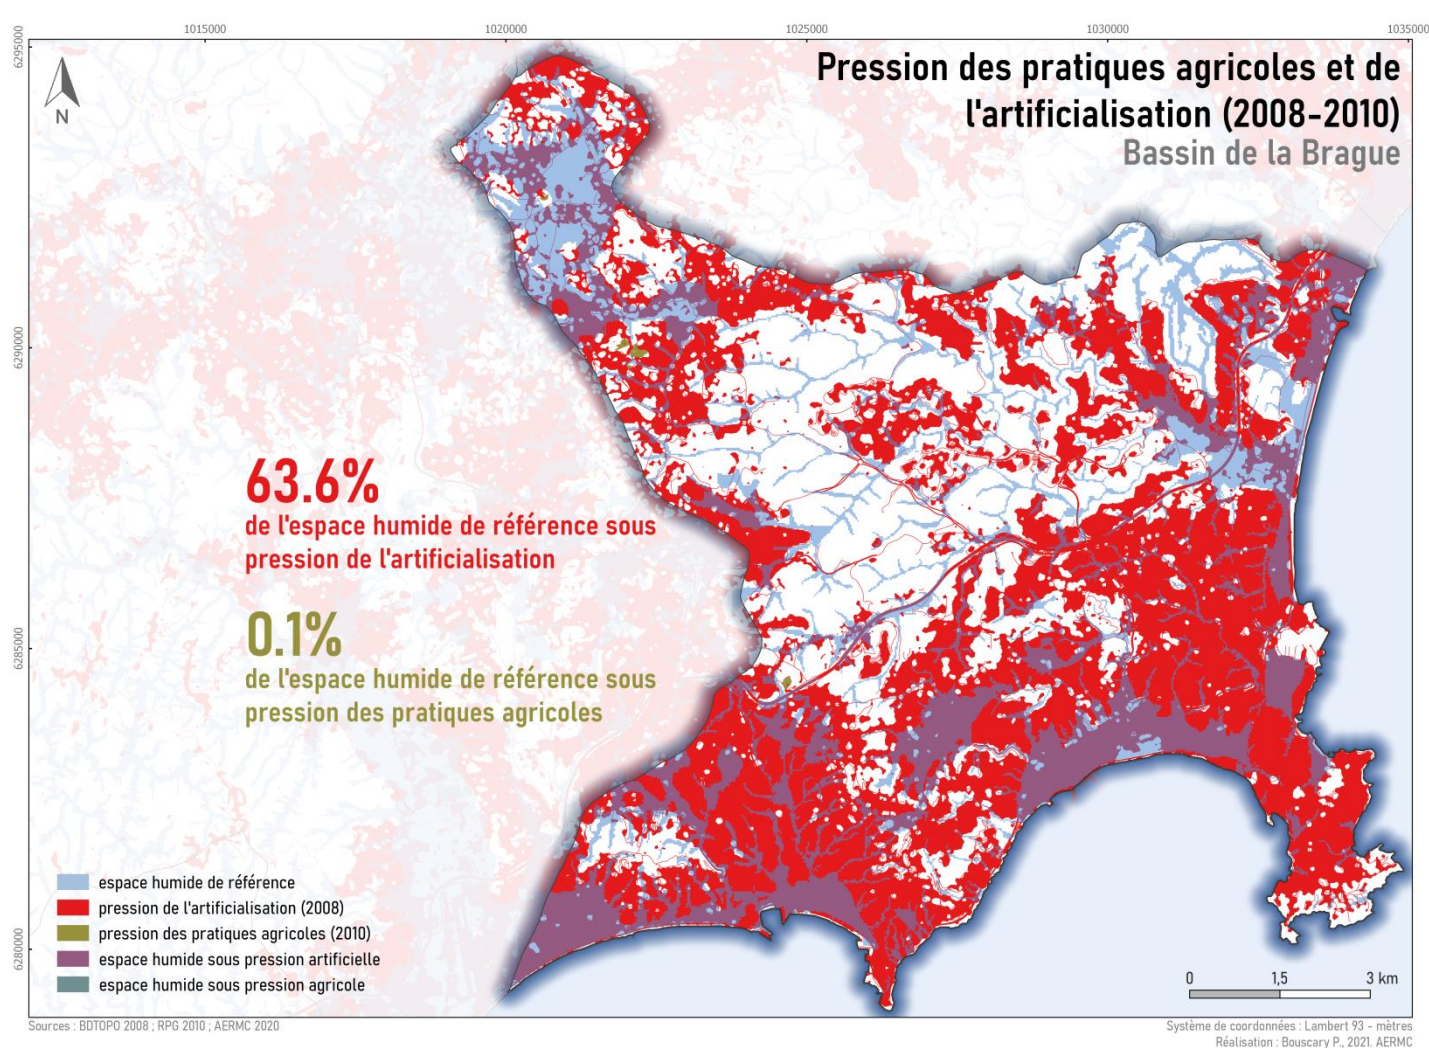 1015000
1020000
1025000
1030000
1035000
6295000
6290000
6285000
6280000
N
Pression des pratiques agricoles et de
l'artificialisation (2008-2010)
Bassin de la Brague
63.6%
de l'espace humide de référence sous
pression de l'artificialisation
0.1%
de l'espace humide de référence sous
pression des pratiques agricoles
espace humide de référence
pression de l'artificialisation (2008)
pression des pratiques agricoles (2010)
espace humide sous pression artificielle
espace humide sous pression agricole
0 1,5 3 km
Sources : BDTOPO 2008 ; RPG 2010 ; AERMC 2020
Système de coordonnées : Lambert 93 - mètres
Réalisation : Bouscary P., 2021. AERMC